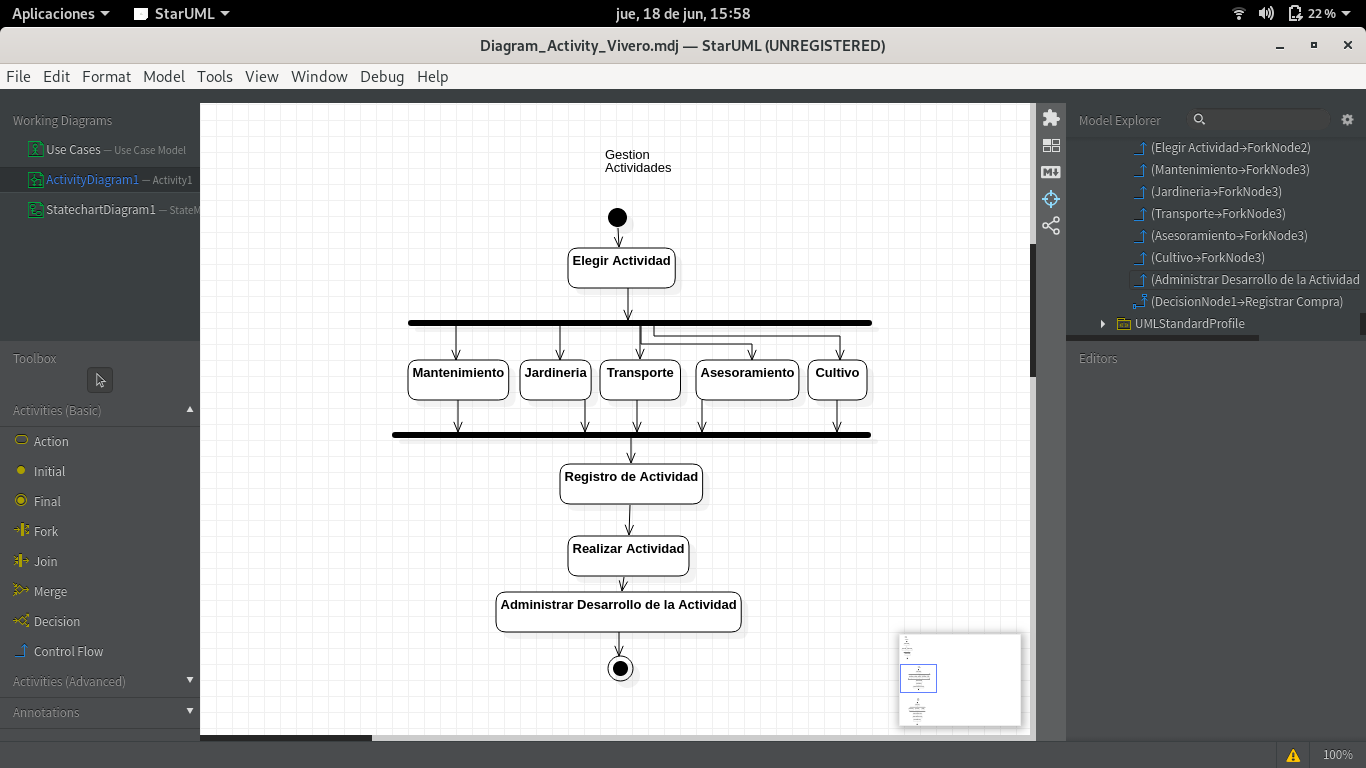 Aplicaciones
StarUML
jue, 18 de jun, 15:58
22 %
Diagram_Activity_Vivero.mdj — StarUML (UNREGISTERED)
File Edit Format Model Tools View Window Debug Help
Working Diagrams
Use Cases — Use Case Model
ActivityDiagram1 — Activity1
StatechartDiagram1 — StateM
Toolbox
Activities (Basic)
Action
Initial
Final
Fork
Join
Merge
Decision
Control Flow
Activities (Advanced)
Annotations
Gestion
Actividades
Elegir Actividad
Mantenimiento
Jardineria
Transporte
Asesoramiento
Cultivo
Registro de Actividad
Realizar Actividad
Administrar Desarrollo de la Actividad
M↓
Model Explorer
(Elegir Actividad→ForkNode2)
(Mantenimiento→ForkNode3)
(Jardineria→ForkNode3)
(Transporte→ForkNode3)
(Asesoramiento→ForkNode3)
(Cultivo→ForkNode3)
(Administrar Desarrollo de la Actividad
(DecisionNode1→Registrar Compra)
UMLStandardProfile
Editors
100%